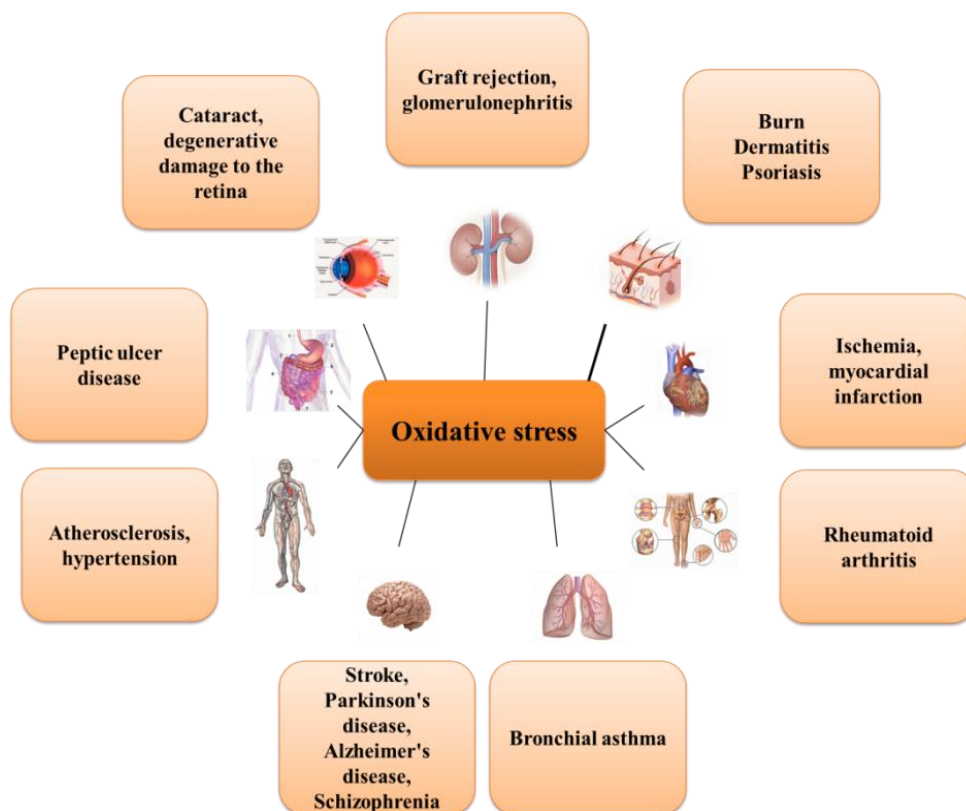 Graft rejection,
glomerulonephritis
Cataract,
degenerative
damage to the
retina
Burn
Dermatitis
Psoriasis
Peptic ulcer
disease
Ischemia,
myocardial
infarction
Oxidative stress
Atherosclerosis,
hypertension
Rheumatoid
arthritis
Stroke,
Parkinson's
disease,
Alzheimer's
disease,
Schizophrenia
Bronchial asthma